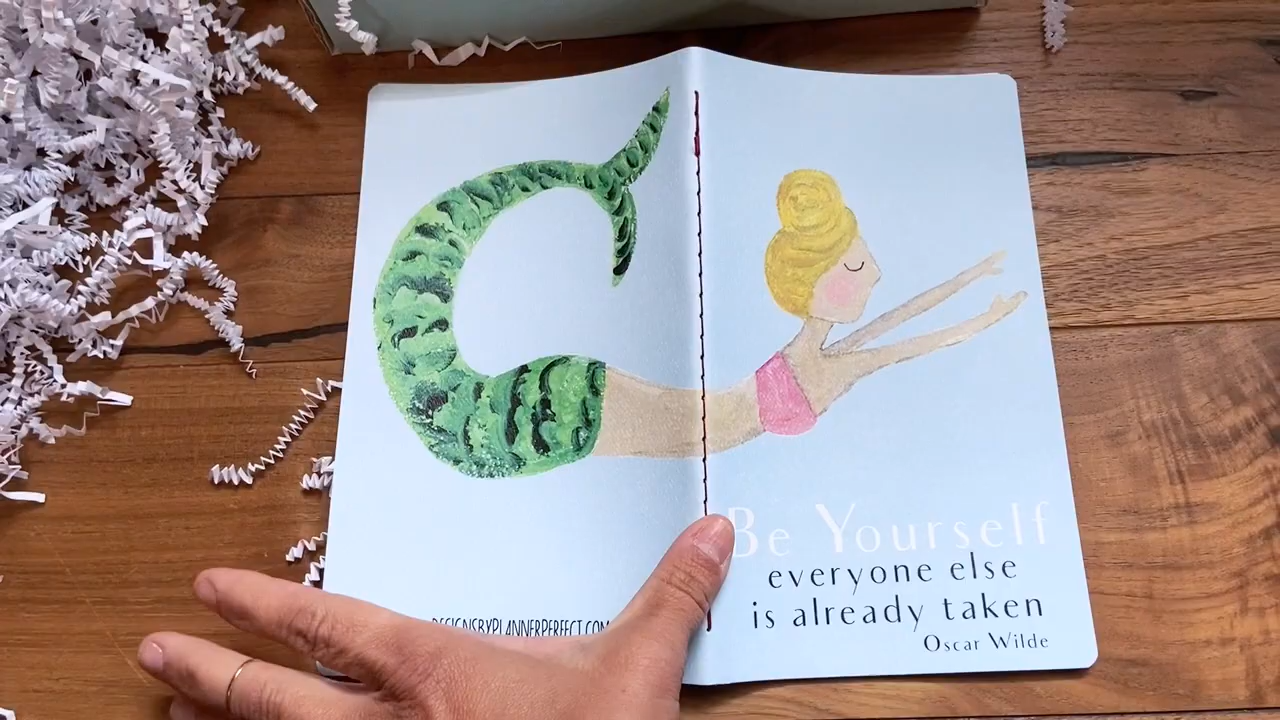 DESIGNSBYPLANNERPERFECT.COM
Be Yourself
everyone else
is already taken
Oscar Wilde